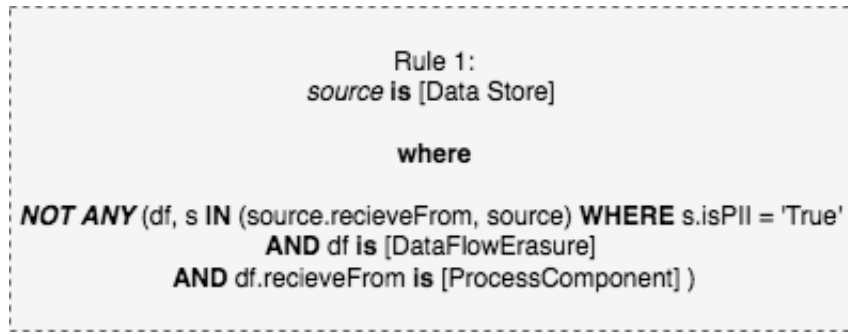 Rule 1:
source is [Data Store]
where
NOT ANY (df, s IN (source.recieveFrom, source) WHERE s.isPII = 'True'
AND df is [DataFlowErasure]
AND df.recieveFrom is [ProcessComponent] )